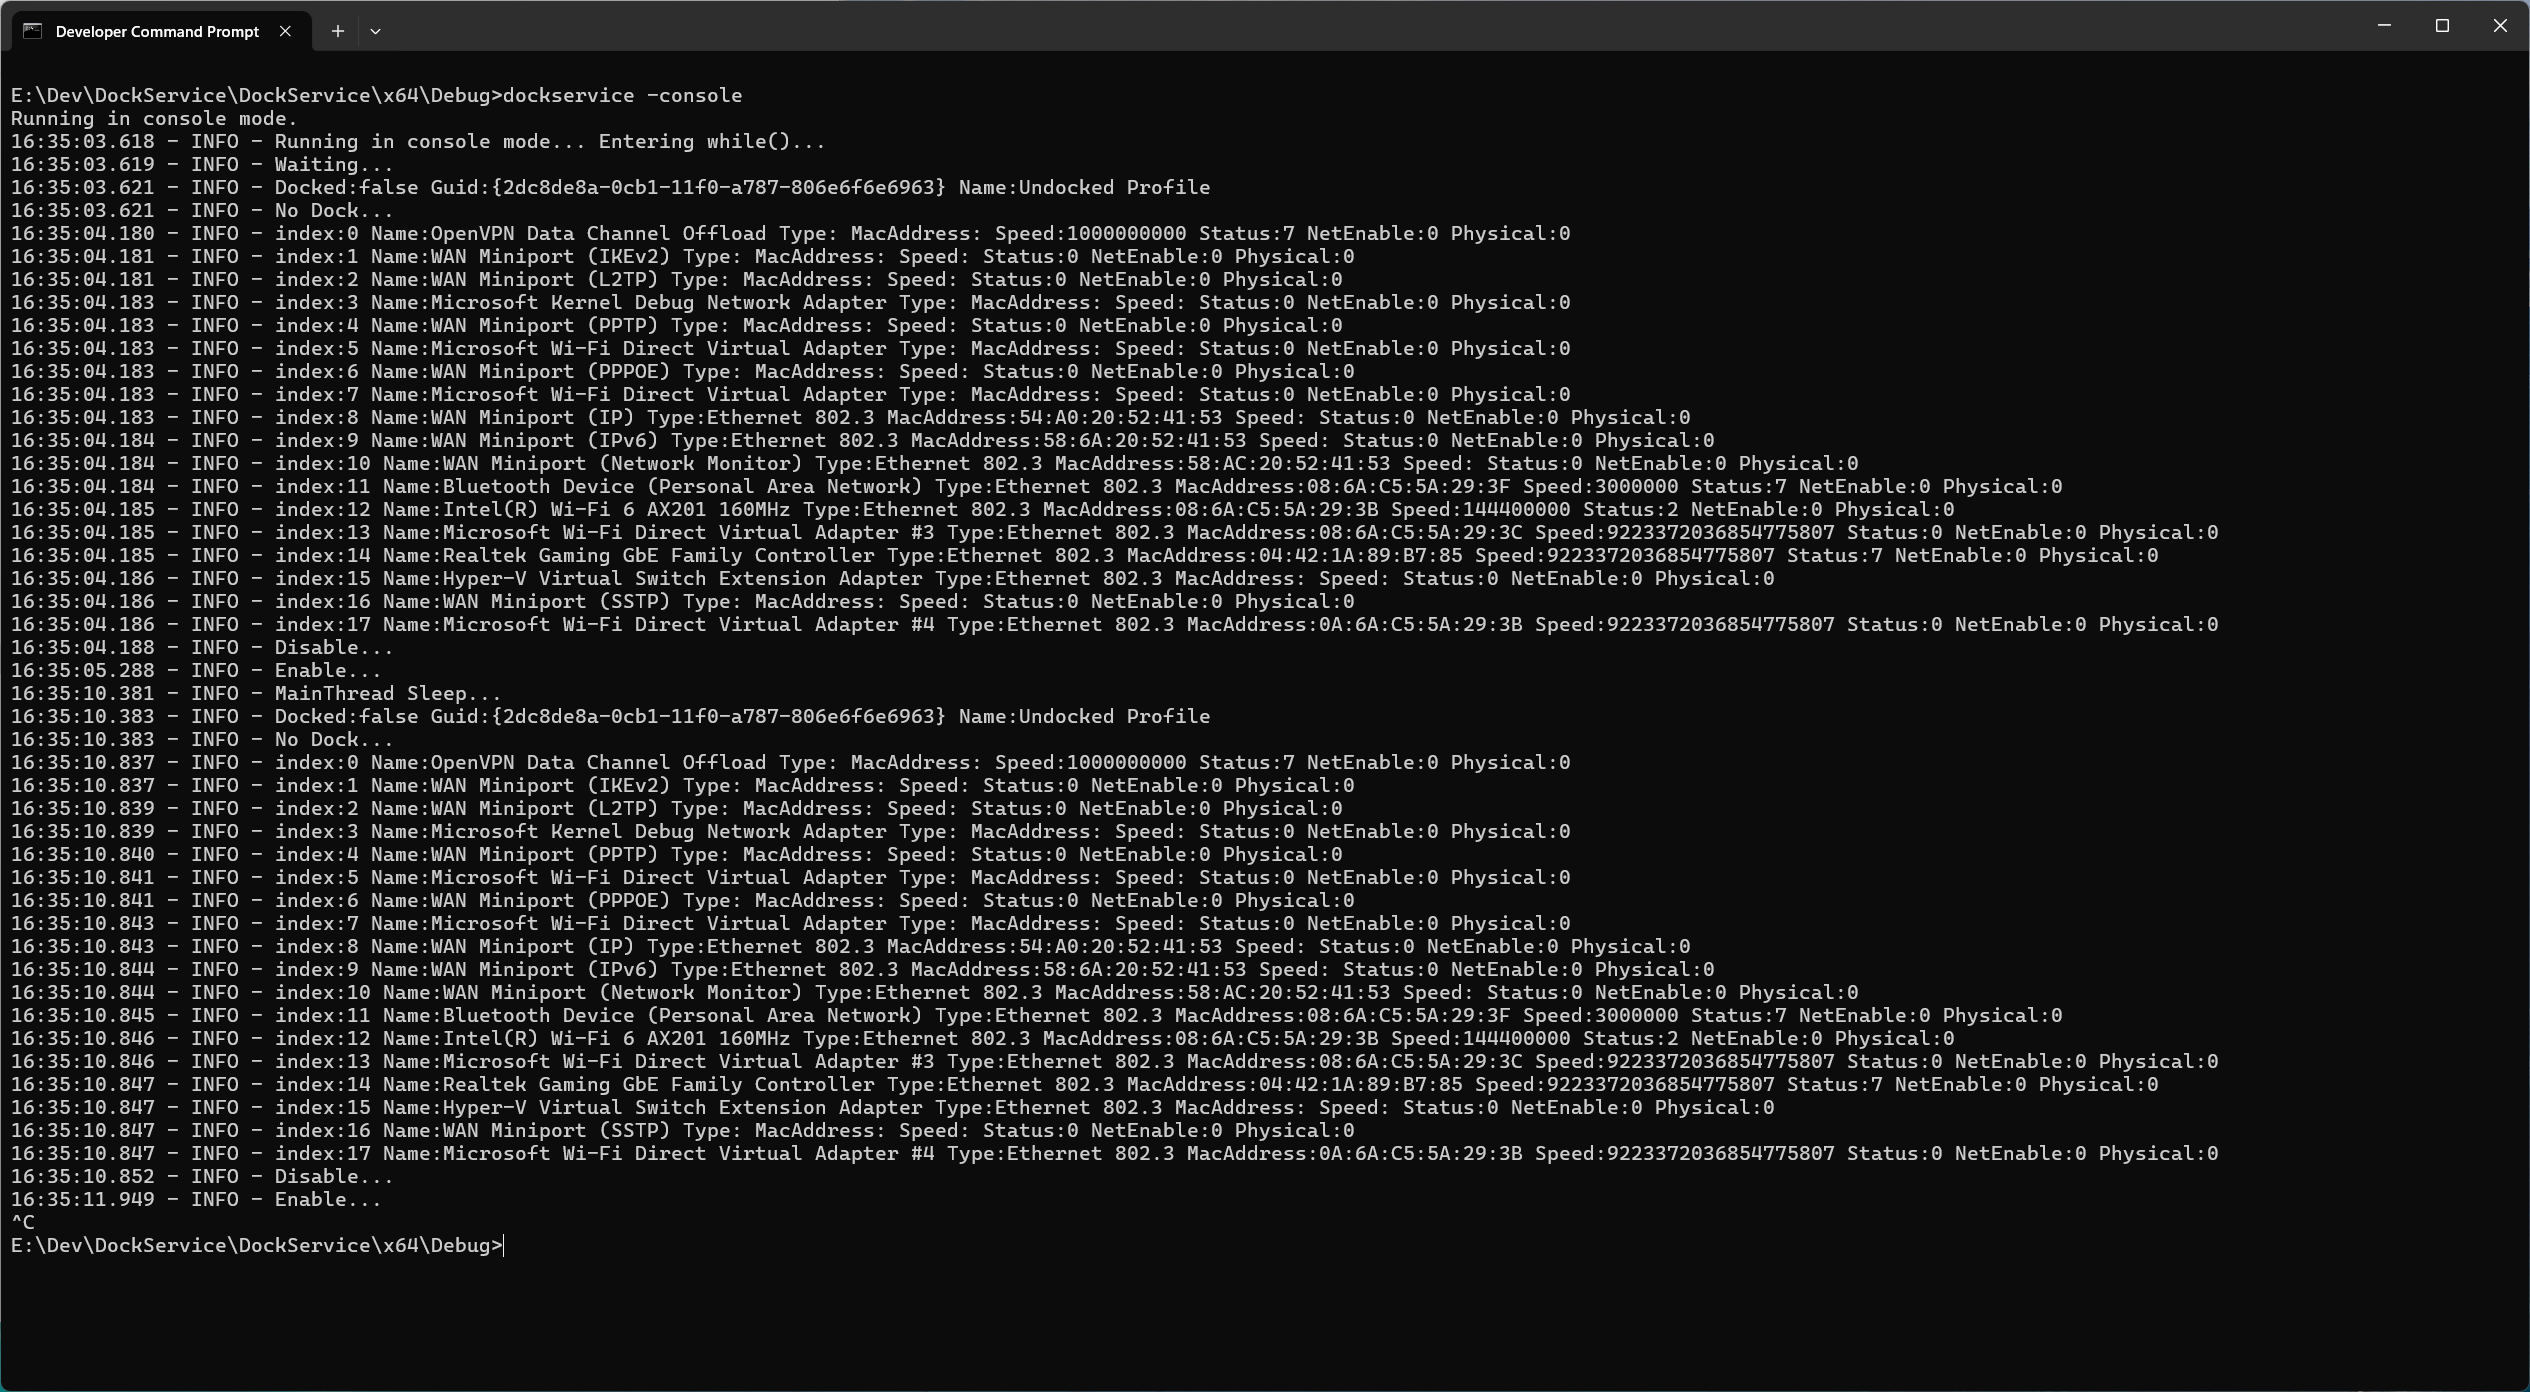 Developer Command Prompt
E:\Dev\DockService\DockService\x64\Debug>dockservice -console
Running in console mode.
16:35:03.618 - INFO - Running in console mode... Entering while()...
16:35:03.619 - INFO - Waiting...
16:35:03.621 - INFO - Docked:false Guid:{2dc8de8a-0cb1-11f0-a787-806e6f6e6963} Name:Undocked Profile
16:35:03.621 - INFO - No Dock...
16:35:04.180 - INFO - index:0 Name:OpenVPN Data Channel Offload Type: MacAddress: Speed:1000000000 Status:7 NetEnable:0 Physical:0
16:35:04.181 - INFO - index:1 Name:WAN Miniport (IKEv2) Type: MacAddress: Speed: Status:0 NetEnable:0 Physical:0
16:35:04.181 - INFO - index:2 Name:WAN Miniport (L2TP) Type: MacAddress: Speed: Status:0 NetEnable:0 Physical:0
16:35:04.183 - INFO - index:3 Name:Microsoft Kernel Debug Network Adapter Type: MacAddress: Speed: Status:0 NetEnable:0 Physical:0
16:35:04.183 - INFO - index:4 Name:WAN Miniport (PPTP) Type: MacAddress: Speed: Status:0 NetEnable:0 Physical:0
16:35:04.183 - INFO - index:5 Name:Microsoft Wi-Fi Direct Virtual Adapter Type: MacAddress: Speed: Status:0 NetEnable:0 Physical:0
16:35:04.183 - INFO - index:6 Name:WAN Miniport (PPPOE) Type: MacAddress: Speed: Status:0 NetEnable:0 Physical:0
16:35:04.183 - INFO - index:7 Name:Microsoft Wi-Fi Direct Virtual Adapter Type: MacAddress: Speed: Status:0 NetEnable:0 Physical:0
16:35:04.183 - INFO - index:8 Name:WAN Miniport (IP) Type:Ethernet 802.3 MacAddress:54:A0:20:52:41:53 Speed: Status:0 NetEnable:0 Physical:0
16:35:04.184 - INFO - index:9 Name:WAN Miniport (IPv6) Type:Ethernet 802.3 MacAddress:58:6A:20:52:41:53 Speed: Status:0 NetEnable:0 Physical:0
16:35:04.184 - INFO - index:10 Name:WAN Miniport (Network Monitor) Type:Ethernet 802.3 MacAddress:58:AC:20:52:41:53 Speed: Status:0 NetEnable:0 Physical:0
16:35:04.184 - INFO - index:11 Name:Bluetooth Device (Personal Area Network) Type:Ethernet 802.3 MacAddress:08:6A:C5:5A:29:3F Speed:3000000 Status:7 NetEnable:0 Physical:0
16:35:04.185 - INFO - index:12 Name:Intel(R) Wi-Fi 6 AX201 160MHz Type:Ethernet 802.3 MacAddress:08:6A:C5:5A:29:3B Speed:144400000 Status:2 NetEnable:0 Physical:0
16:35:04.185 - INFO - index:13 Name:Microsoft Wi-Fi Direct Virtual Adapter #3 Type:Ethernet 802.3 MacAddress:08:6A:C5:5A:29:3C Speed:9223372036854775807 Status:0 NetEnable:0 Physical:0
16:35:04.185 - INFO - index:14 Name:Realtek Gaming GbE Family Controller Type:Ethernet 802.3 MacAddress:04:42:1A:89:B7:85 Speed:9223372036854775807 Status:7 NetEnable:0 Physical:0
16:35:04.186 - INFO - index:15 Name:Hyper-V Virtual Switch Extension Adapter Type:Ethernet 802.3 MacAddress: Speed: Status:0 NetEnable:0 Physical:0
16:35:04.186 - INFO - index:16 Name:WAN Miniport (SSTP) Type: MacAddress: Speed: Status:0 NetEnable:0 Physical:0
16:35:04.186 - INFO - index:17 Name:Microsoft Wi-Fi Direct Virtual Adapter #4 Type:Ethernet 802.3 MacAddress:0A:6A:C5:5A:29:3B Speed:9223372036854775807 Status:0 NetEnable:0 Physical:0
16:35:04.188 - INFO - Disable...
16:35:05.288 - INFO - Enable...
16:35:10.381 - INFO - MainThread Sleep...
16:35:10.383 - INFO - Docked:false Guid:{2dc8de8a-0cb1-11f0-a787-806e6f6e6963} Name:Undocked Profile
16:35:10.383 - INFO - No Dock...
16:35:10.837 - INFO - index:0 Name:OpenVPN Data Channel Offload Type: MacAddress: Speed:1000000000 Status:7 NetEnable:0 Physical:0
16:35:10.837 - INFO - index:1 Name:WAN Miniport (IKEv2) Type: MacAddress: Speed: Status:0 NetEnable:0 Physical:0
16:35:10.839 - INFO - index:2 Name:WAN Miniport (L2TP) Type: MacAddress: Speed: Status:0 NetEnable:0 Physical:0
16:35:10.839 - INFO - index:3 Name:Microsoft Kernel Debug Network Adapter Type: MacAddress: Speed: Status:0 NetEnable:0 Physical:0
16:35:10.840 - INFO - index:4 Name:WAN Miniport (PPTP) Type: MacAddress: Speed: Status:0 NetEnable:0 Physical:0
16:35:10.841 - INFO - index:5 Name:Microsoft Wi-Fi Direct Virtual Adapter Type: MacAddress: Speed: Status:0 NetEnable:0 Physical:0
16:35:10.841 - INFO - index:6 Name:WAN Miniport (PPPOE) Type: MacAddress: Speed: Status:0 NetEnable:0 Physical:0
16:35:10.843 - INFO - index:7 Name:Microsoft Wi-Fi Direct Virtual Adapter Type: MacAddress: Speed: Status:0 NetEnable:0 Physical:0
16:35:10.843 - INFO - index:8 Name:WAN Miniport (IP) Type:Ethernet 802.3 MacAddress:54:A0:20:52:41:53 Speed: Status:0 NetEnable:0 Physical:0
16:35:10.844 - INFO - index:9 Name:WAN Miniport (IPv6) Type:Ethernet 802.3 MacAddress:58:6A:20:52:41:53 Speed: Status:0 NetEnable:0 Physical:0
16:35:10.844 - INFO - index:10 Name:WAN Miniport (Network Monitor) Type:Ethernet 802.3 MacAddress:58:AC:20:52:41:53 Speed: Status:0 NetEnable:0 Physical:0
16:35:10.845 - INFO - index:11 Name:Bluetooth Device (Personal Area Network) Type:Ethernet 802.3 MacAddress:08:6A:C5:5A:29:3F Speed:3000000 Status:7 NetEnable:0 Physical:0
16:35:10.846 - INFO - index:12 Name:Intel(R) Wi-Fi 6 AX201 160MHz Type:Ethernet 802.3 MacAddress:08:6A:C5:5A:29:3B Speed:144400000 Status:2 NetEnable:0 Physical:0
16:35:10.846 - INFO - index:13 Name:Microsoft Wi-Fi Direct Virtual Adapter #3 Type:Ethernet 802.3 MacAddress:08:6A:C5:5A:29:3C Speed:9223372036854775807 Status:0 NetEnable:0 Physical:0
16:35:10.847 - INFO - index:14 Name:Realtek Gaming GbE Family Controller Type:Ethernet 802.3 MacAddress:04:42:1A:89:B7:85 Speed:9223372036854775807 Status:7 NetEnable:0 Physical:0
16:35:10.847 - INFO - index:15 Name:Hyper-V Virtual Switch Extension Adapter Type:Ethernet 802.3 MacAddress: Speed: Status:0 NetEnable:0 Physical:0
16:35:10.847 - INFO - index:16 Name:WAN Miniport (SSTP) Type: MacAddress: Speed: Status:0 NetEnable:0 Physical:0
16:35:10.847 - INFO - index:17 Name:Microsoft Wi-Fi Direct Virtual Adapter #4 Type:Ethernet 802.3 MacAddress:0A:6A:C5:5A:29:3B Speed:9223372036854775807 Status:0 NetEnable:0 Physical:0
16:35:10.852 - INFO - Disable...
16:35:11.949 - INFO - Enable...
^C
E:\Dev\DockService\DockService\x64\Debug>